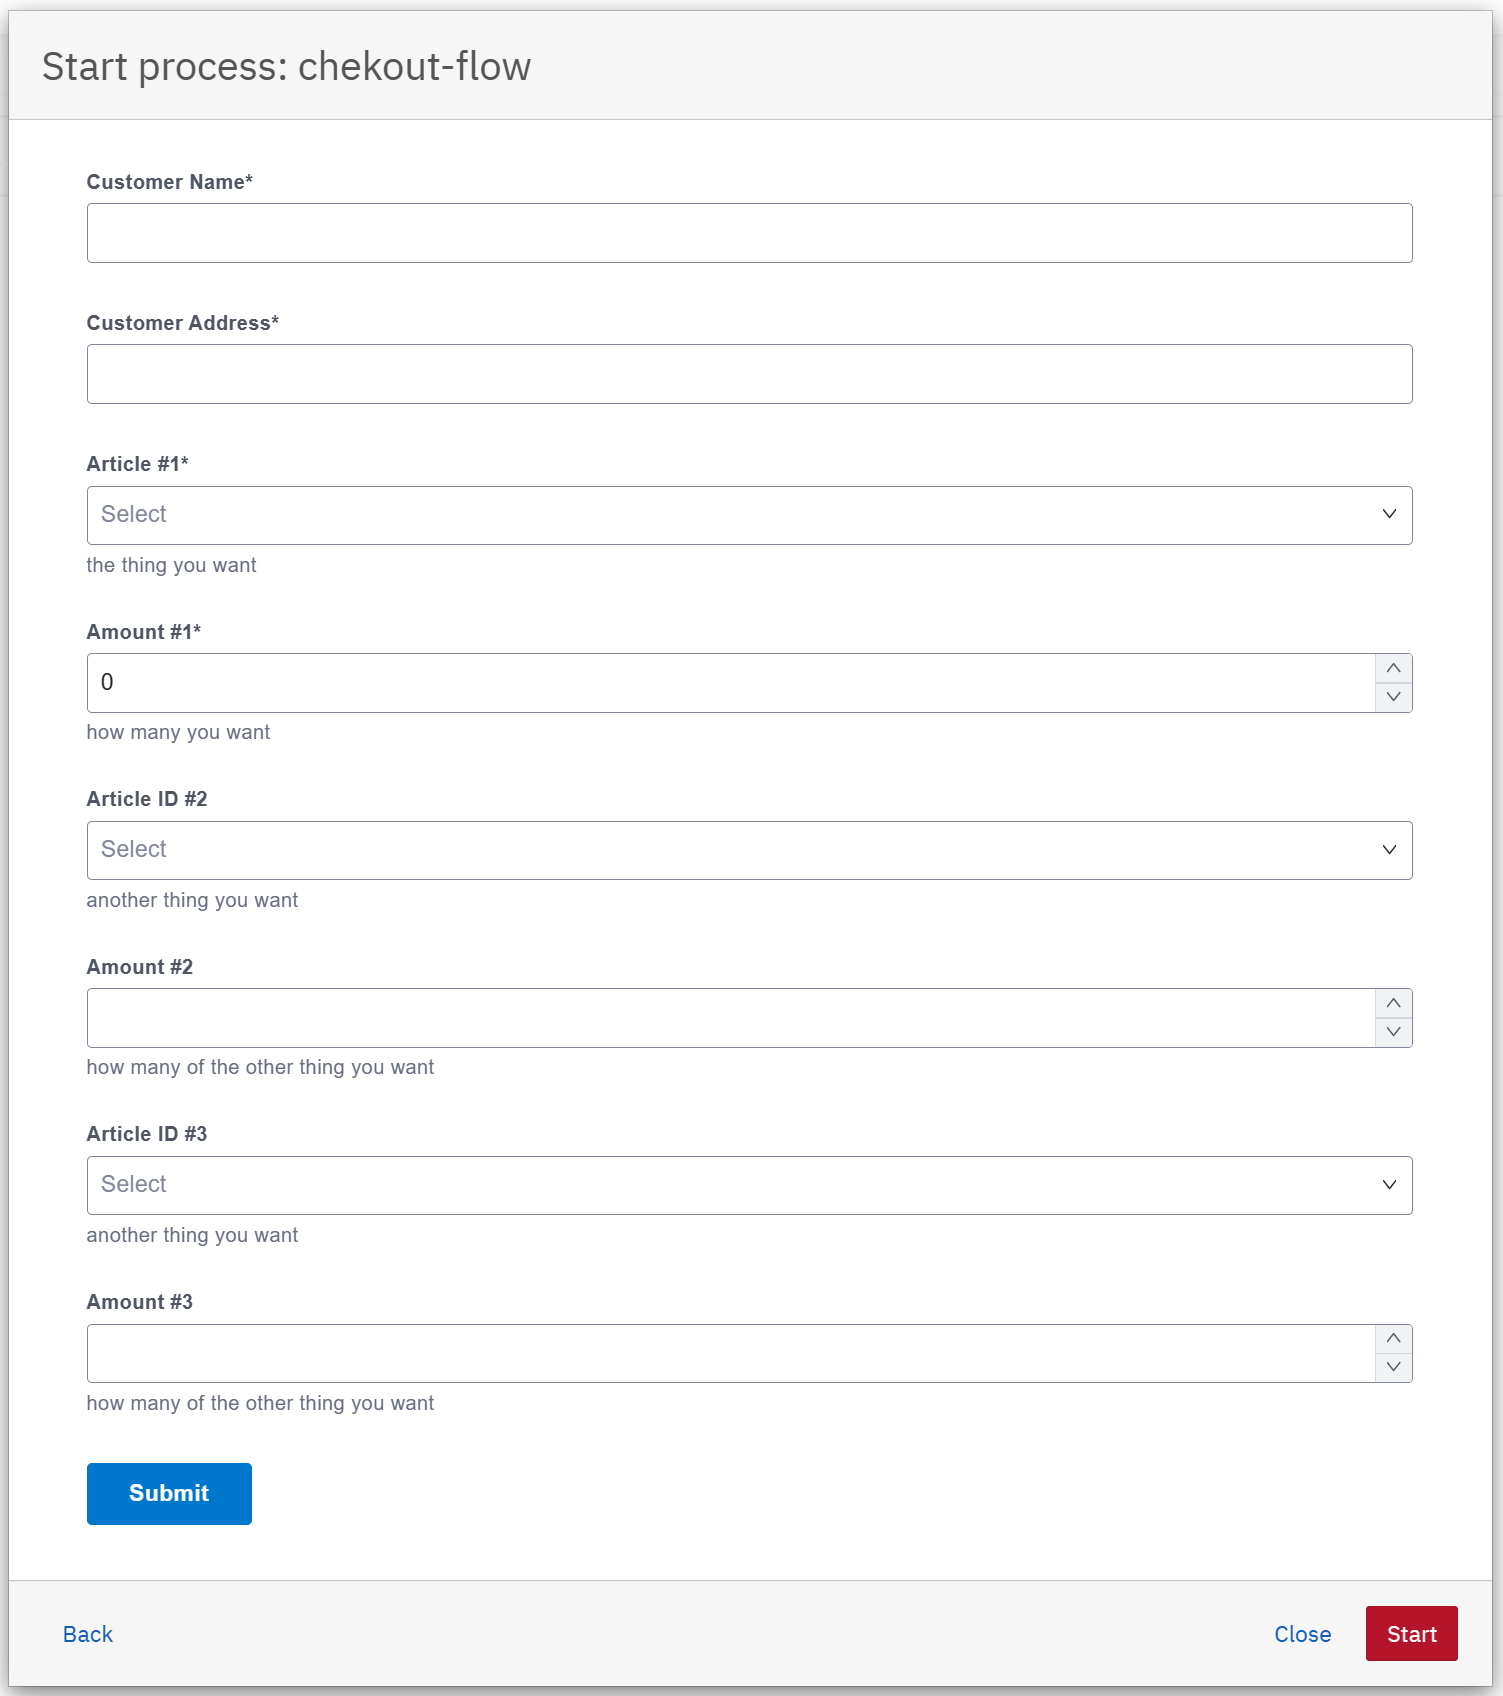 Start process: chekout-flow
Customer Name*
Customer Address*
Article #1*
Select
the thing you want
Amount #1*
0
how many you want
Article ID #2
Select
another thing you want
Amount #2
how many of the other thing you want
Article ID #3
Select
another thing you want
Amount #3
how many of the other thing you want
Submit
Back
Close
Start